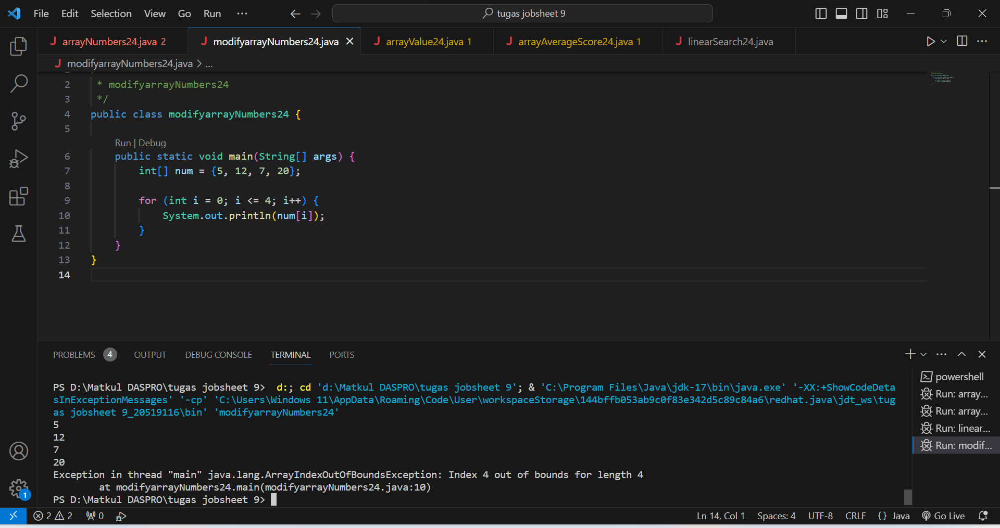 File Edit Selection View Go Run ··· tugas jobsheet 9
arrayNumbers24.java 2 modifyarrayNumbers24.java arrayValue24.java 1 arrayAverageScore24.java 1 linearSearch24.java
modifyarrayNumbers24.java > ...
2 * modifyarrayNumbers24
3 */
4 public class modifyarrayNumbers24 {
5
Run | Debug
6 public static void main(String[] args) {
7 int[] num = {5, 12, 7, 20};
8
9 for (int i = 0; i <= 4; i++) {
10 System.out.println(num[i]);
11 }
12 }
13 }
14
PROBLEMS 4 OUTPUT DEBUG CONSOLE TERMINAL PORTS
PS D:\Matkul DASPRO\tugas jobsheet 9>  d:; cd 'd:\Matkul DASPRO\tugas jobsheet 9'; & 'C:\Program Files\Java\jdk-17\bin\java.exe' '-XX:+ShowCodeDeta
sInExceptionMessages' '-cp' 'C:\Users\Windows 11\AppData\Roaming\Code\User\workspaceStorage\144bffb053ab9c0f83e342d5c89c84a6\redhat.java\jdt_ws\tug
as jobsheet 9_20519116\bin' 'modifyarrayNumbers24'
5
12
7
20
Exception in thread "main" java.lang.ArrayIndexOutOfBoundsException: Index 4 out of bounds for length 4
at modifyarrayNumbers24.main(modifyarrayNumbers24.java:10)
PS D:\Matkul DASPRO\tugas jobsheet 9>
powershell
Run: array...
Run: array...
Run: linear...
Run: modif...
1
2 2 0 Ln 14, Col 1 Spaces: 4 UTF-8 CRLF {} Java Go Live